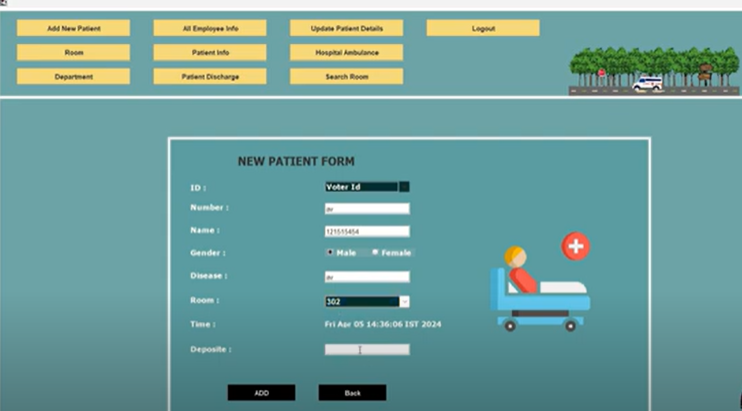 Add New Patient All Employee Info Update Patient Details Logout
Room Patient Info Hospital Ambulance
Department Patient Discharge Search Room
NEW PATIENT FORM
ID : Voter Id
Number : av
Name : 121515454
Gender : Male Female
Disease : av
Room : 302
Time : Fri Apr 05 14:36:06 IST 2024
Deposite :
ADD Back